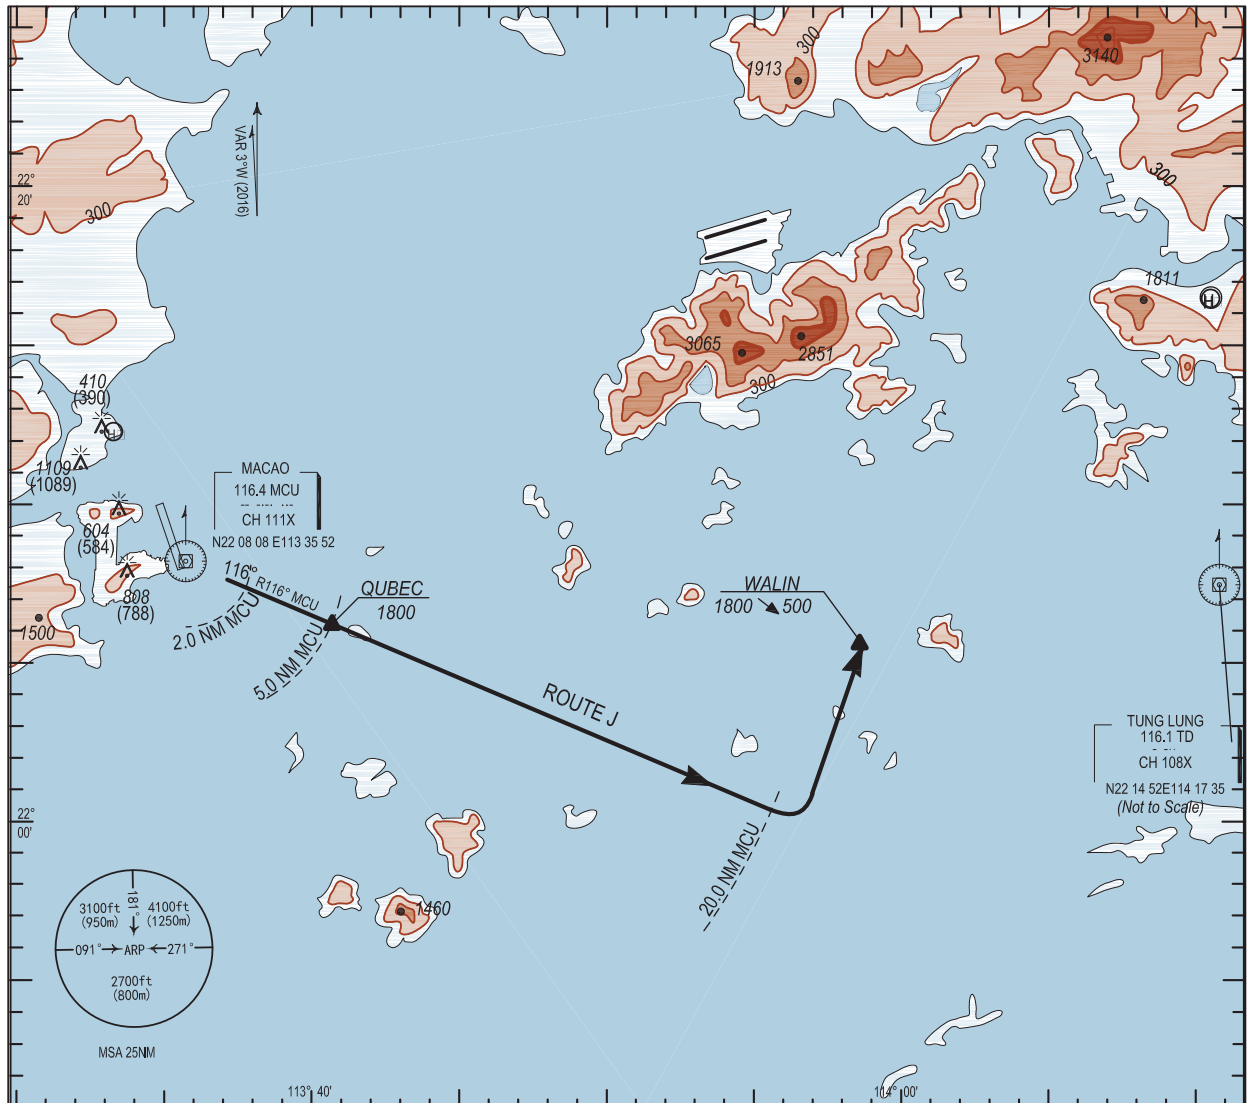 1913
300
3140
VAR 3°W (2016)
22°
20'
300
300
1811
H
3065
2851
300
410
(390)
H
1109
(1089)
MACAO
116.4 MCU
CH 111X
N22 08 08 E113 35 52
604
(584)
808
(788)
1500
116°
R116° MCU
2.0 NM MCU
QUBEC
1800
5.0 NM MCU
WALIN
1800 ↘ 500
ROUTE J
TUNG LUNG
116.1 TD
CH 108X
N22 14 52E114 17 35
(Not to Scale)
22°
00'
20.0 NM MCU
1460
3100ft
(950m)
181°
4100ft
(1250m)
091° → ARP ← 271°
2700ft
(800m)
MSA 25NM
113° 40'
114° 00'